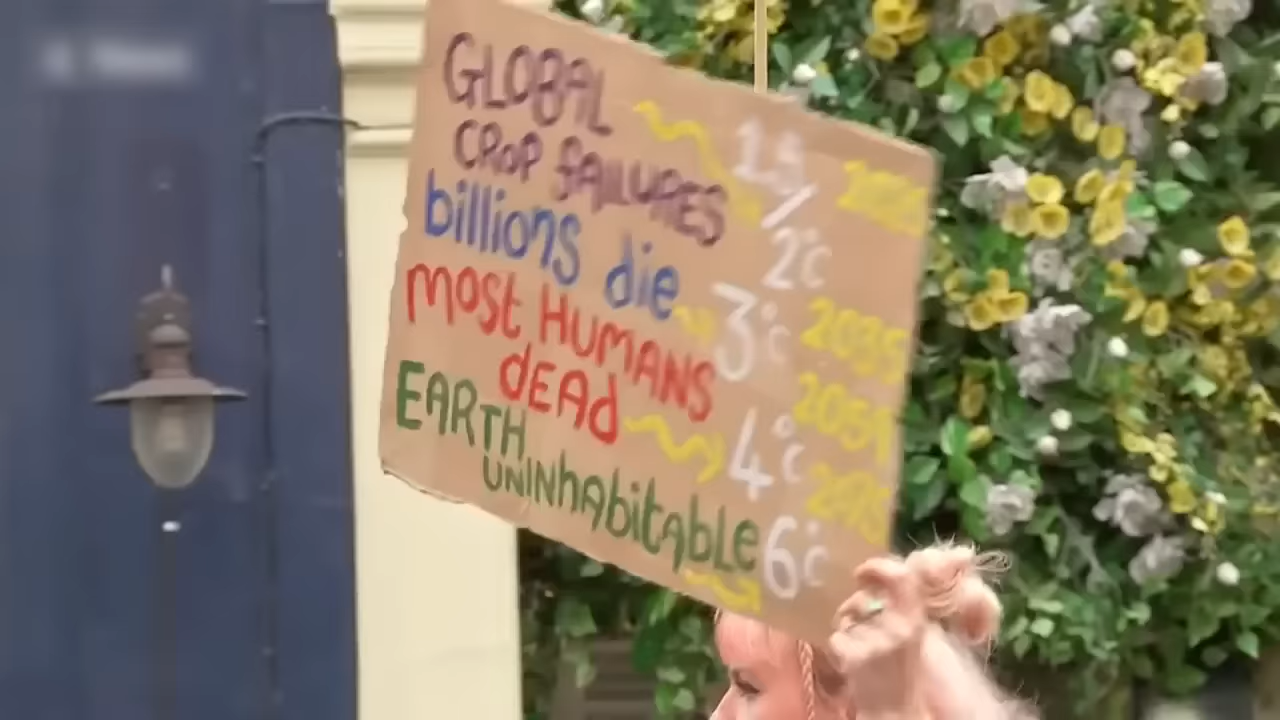 GLOBAL
CROP fAILURES
billions die
most HUMANS
dEAd
EARTH
UNINhAbitAblE
2°C
3°C 2035
4°C
6°C